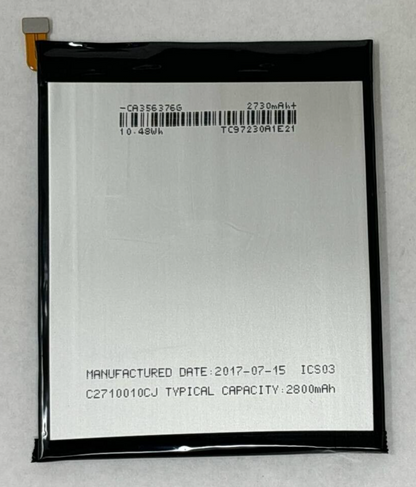 -CA356376G 2730mAh+
10.48Wh TC97230A1E21
MANUFACTURED DATE:2017-07-15 ICS03
C2710010CJ TYPICAL CAPACITY:2800mAh